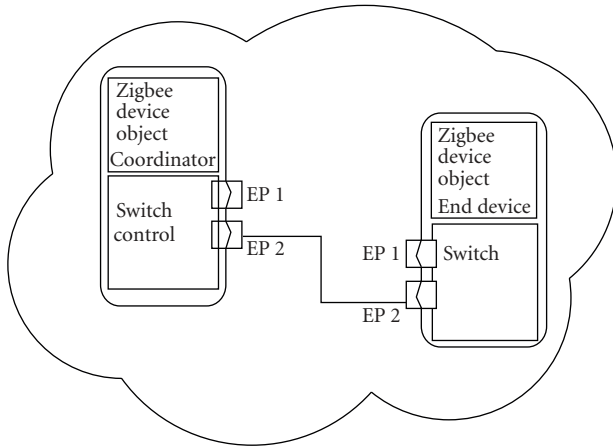 Zigbee
device
object
Coordinator
Switch
control
EP 1
EP 2
Zigbee
device
object
End device
EP 1
Switch
EP 2